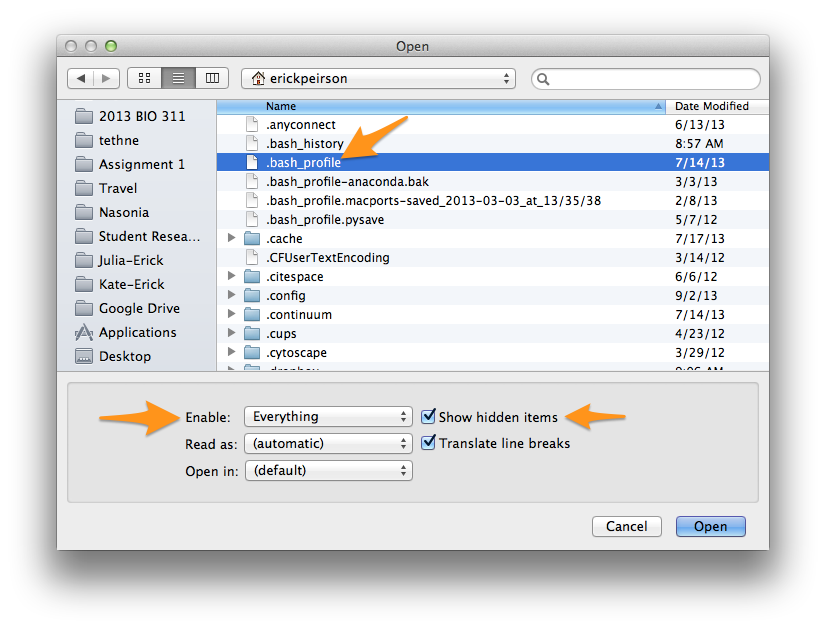 Open
erickpeirson
2013 BIO 311
tethne
Assignment 1
Travel
Nasonia
Student Resea...
Julia-Erick
Kate-Erick
Google Drive
Applications
Desktop
Name Date Modified
.anyconnect 6/13/13
.bash_history 8:57 AM
.bash_profile 7/14/13
.bash_profile-anaconda.bak 3/3/13
.bash_profile.macports-saved_2013-03-03_at_13/35/38 2/8/13
.bash_profile.pysave 5/7/12
.cache 7/17/13
.CFUserTextEncoding 3/14/12
.citespace 6/6/12
.config 9/2/13
.continuum 7/14/13
.cups 4/23/12
.cytoscape 3/29/12
Enable: Everything Show hidden items
Read as: (automatic) Translate line breaks
Open in: (default)
Cancel Open